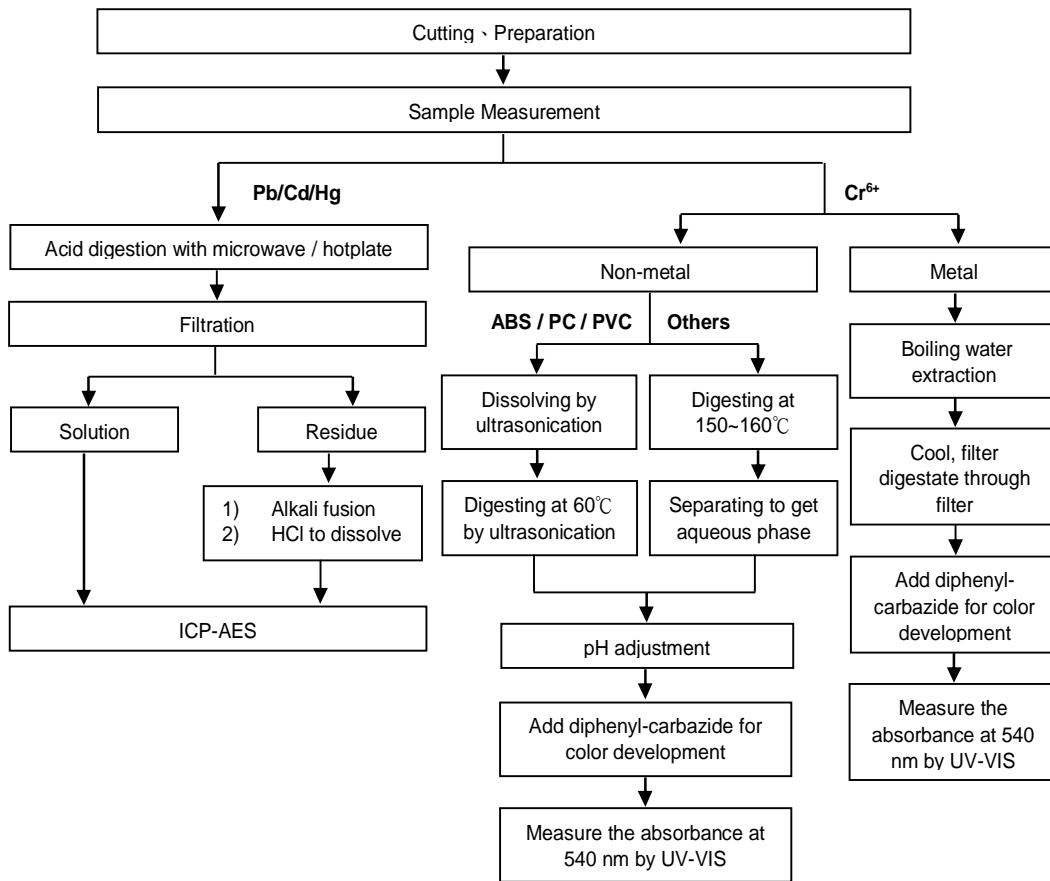 Cutting、Preparation
Sample Measurement
Pb/Cd/Hg
Acid digestion with microwave / hotplate
Filtration
Solution
Residue
1) Alkali fusion
2) HCl to dissolve
ICP-AES
Cr⁶⁺
Non-metal
ABS / PC / PVC
Others
Dissolving by
ultrasonication
Digesting at 60℃
by ultrasonication
Digesting at
150~160℃
Separating to get
aqueous phase
pH adjustment
Add diphenyl-carbazide for
color development
Measure the absorbance at
540 nm by UV-VIS
Metal
Boiling water
extraction
Cool, filter
digestate through
filter
Add diphenyl-
carbazide for color
development
Measure the
absorbance at 540
nm by UV-VIS